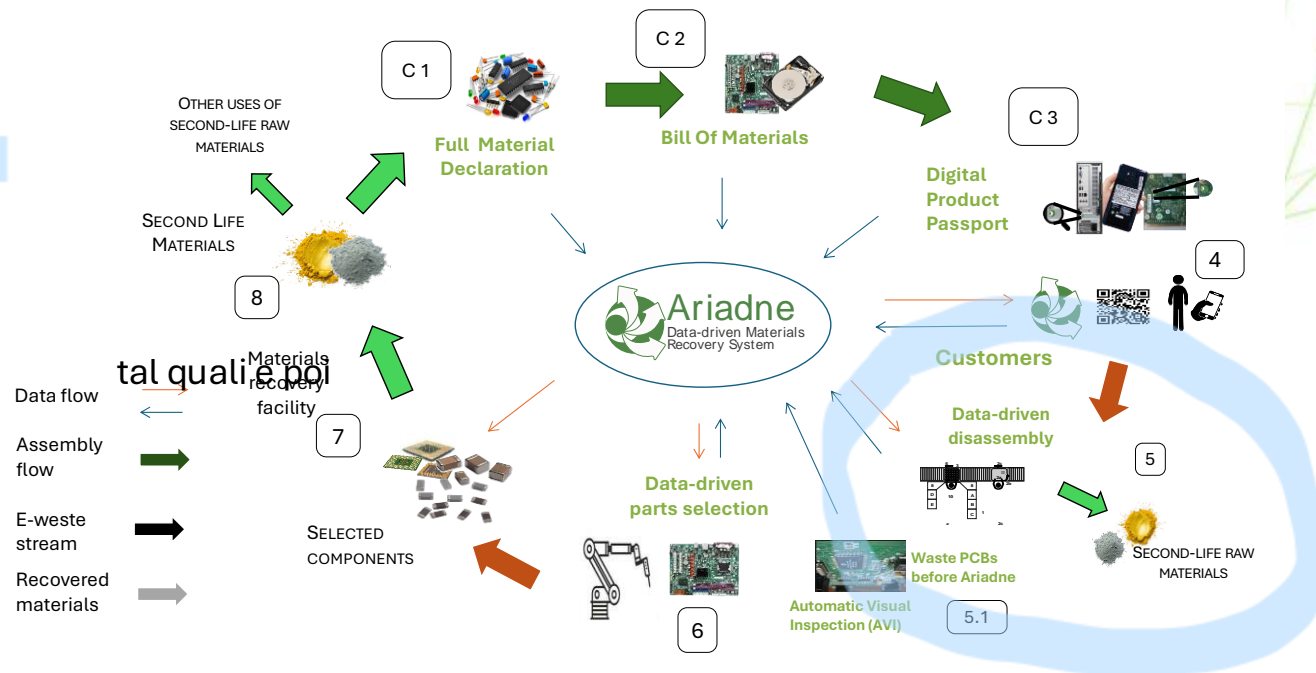 C 1
C 2
C 3
OTHER USES OF
SECOND-LIFE RAW
MATERIALS
Full Material
Declaration
Bill Of Materials
Digital
Product
Passport
SECOND LIFE
MATERIALS
4
8
Ariadne
Data-driven Materials
Recovery System
Customers
tal quali e poi
Materials
recovery
facility
Data flow
Assembly
flow
E-weste
stream
Recovered
materials
7
SELECTED
COMPONENTS
Data-driven
parts selection
6
Data-driven
disassembly
5
SECOND-LIFE RAW
MATERIALS
Waste PCBs
before Ariadne
Automatic Visual
Inspection (AVI)
5.1